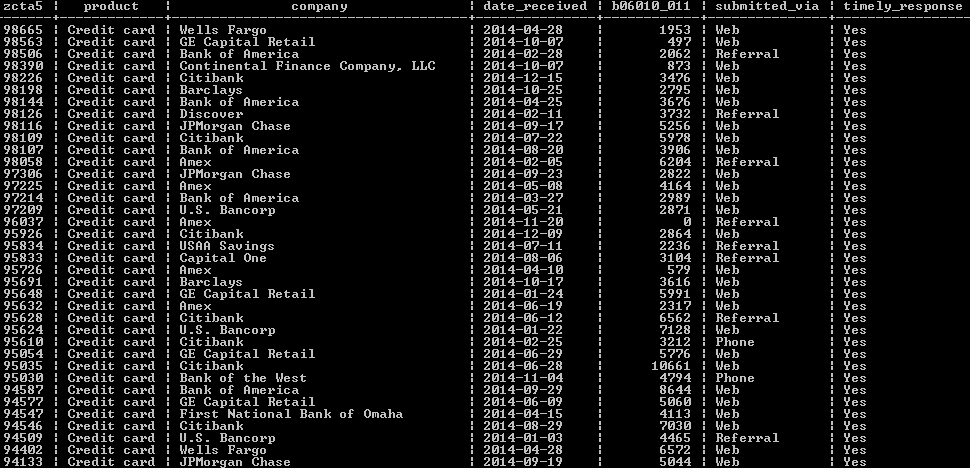 zcta5 ¦ product ¦ company ¦ date_received ¦ b06010_011 ¦ submitted_via ¦ timely_response
98665 ¦ Credit card ¦ Wells Fargo ¦ 2014-04-28 ¦ 1953 ¦ Web ¦ Yes
98563 ¦ Credit card ¦ GE Capital Retail ¦ 2014-10-07 ¦ 497 ¦ Web ¦ Yes
98506 ¦ Credit card ¦ Bank of America ¦ 2014-02-28 ¦ 2062 ¦ Referral ¦ Yes
98390 ¦ Credit card ¦ Continental Finance Company, LLC ¦ 2014-10-07 ¦ 873 ¦ Web ¦ Yes
98226 ¦ Credit card ¦ Citibank ¦ 2014-12-15 ¦ 3476 ¦ Web ¦ Yes
98198 ¦ Credit card ¦ Barclays ¦ 2014-10-25 ¦ 2795 ¦ Web ¦ Yes
98144 ¦ Credit card ¦ Bank of America ¦ 2014-04-25 ¦ 3676 ¦ Web ¦ Yes
98126 ¦ Credit card ¦ Discover ¦ 2014-02-11 ¦ 3732 ¦ Referral ¦ Yes
98116 ¦ Credit card ¦ JPMorgan Chase ¦ 2014-09-17 ¦ 5256 ¦ Web ¦ Yes
98109 ¦ Credit card ¦ Citibank ¦ 2014-07-22 ¦ 5978 ¦ Web ¦ Yes
98107 ¦ Credit card ¦ Bank of America ¦ 2014-08-20 ¦ 3906 ¦ Web ¦ Yes
98058 ¦ Credit card ¦ Amex ¦ 2014-02-05 ¦ 6204 ¦ Referral ¦ Yes
97306 ¦ Credit card ¦ JPMorgan Chase ¦ 2014-09-23 ¦ 2822 ¦ Web ¦ Yes
97225 ¦ Credit card ¦ Amex ¦ 2014-05-08 ¦ 4164 ¦ Web ¦ Yes
97214 ¦ Credit card ¦ Bank of America ¦ 2014-03-27 ¦ 2989 ¦ Web ¦ Yes
97209 ¦ Credit card ¦ U.S. Bancorp ¦ 2014-05-21 ¦ 2871 ¦ Web ¦ Yes
96037 ¦ Credit card ¦ Amex ¦ 2014-11-20 ¦ 0 ¦ Referral ¦ Yes
95926 ¦ Credit card ¦ Citibank ¦ 2014-12-09 ¦ 2864 ¦ Web ¦ Yes
95834 ¦ Credit card ¦ USAA Savings ¦ 2014-07-11 ¦ 2236 ¦ Referral ¦ Yes
95833 ¦ Credit card ¦ Capital One ¦ 2014-08-06 ¦ 3104 ¦ Referral ¦ Yes
95726 ¦ Credit card ¦ Amex ¦ 2014-04-10 ¦ 579 ¦ Web ¦ Yes
95691 ¦ Credit card ¦ Barclays ¦ 2014-10-17 ¦ 3616 ¦ Web ¦ Yes
95648 ¦ Credit card ¦ GE Capital Retail ¦ 2014-01-24 ¦ 5991 ¦ Web ¦ Yes
95632 ¦ Credit card ¦ Amex ¦ 2014-06-19 ¦ 2317 ¦ Web ¦ Yes
95628 ¦ Credit card ¦ Citibank ¦ 2014-06-12 ¦ 6562 ¦ Referral ¦ Yes
95624 ¦ Credit card ¦ U.S. Bancorp ¦ 2014-01-22 ¦ 7128 ¦ Web ¦ Yes
95610 ¦ Credit card ¦ Citibank ¦ 2014-02-25 ¦ 3212 ¦ Phone ¦ Yes
95054 ¦ Credit card ¦ GE Capital Retail ¦ 2014-06-29 ¦ 5776 ¦ Web ¦ Yes
95035 ¦ Credit card ¦ Citibank ¦ 2014-06-28 ¦ 10661 ¦ Web ¦ Yes
95030 ¦ Credit card ¦ Bank of the West ¦ 2014-11-04 ¦ 4794 ¦ Phone ¦ Yes
94587 ¦ Credit card ¦ Bank of America ¦ 2014-09-29 ¦ 8644 ¦ Web ¦ Yes
94577 ¦ Credit card ¦ GE Capital Retail ¦ 2014-06-09 ¦ 5060 ¦ Web ¦ Yes
94547 ¦ Credit card ¦ First National Bank of Omaha ¦ 2014-04-15 ¦ 4113 ¦ Web ¦ Yes
94546 ¦ Credit card ¦ Citibank ¦ 2014-08-29 ¦ 7030 ¦ Web ¦ Yes
94509 ¦ Credit card ¦ U.S. Bancorp ¦ 2014-01-03 ¦ 4465 ¦ Referral ¦ Yes
94402 ¦ Credit card ¦ Wells Fargo ¦ 2014-04-28 ¦ 6572 ¦ Web ¦ Yes
94133 ¦ Credit card ¦ JPMorgan Chase ¦ 2014-09-19 ¦ 5044 ¦ Web ¦ Yes